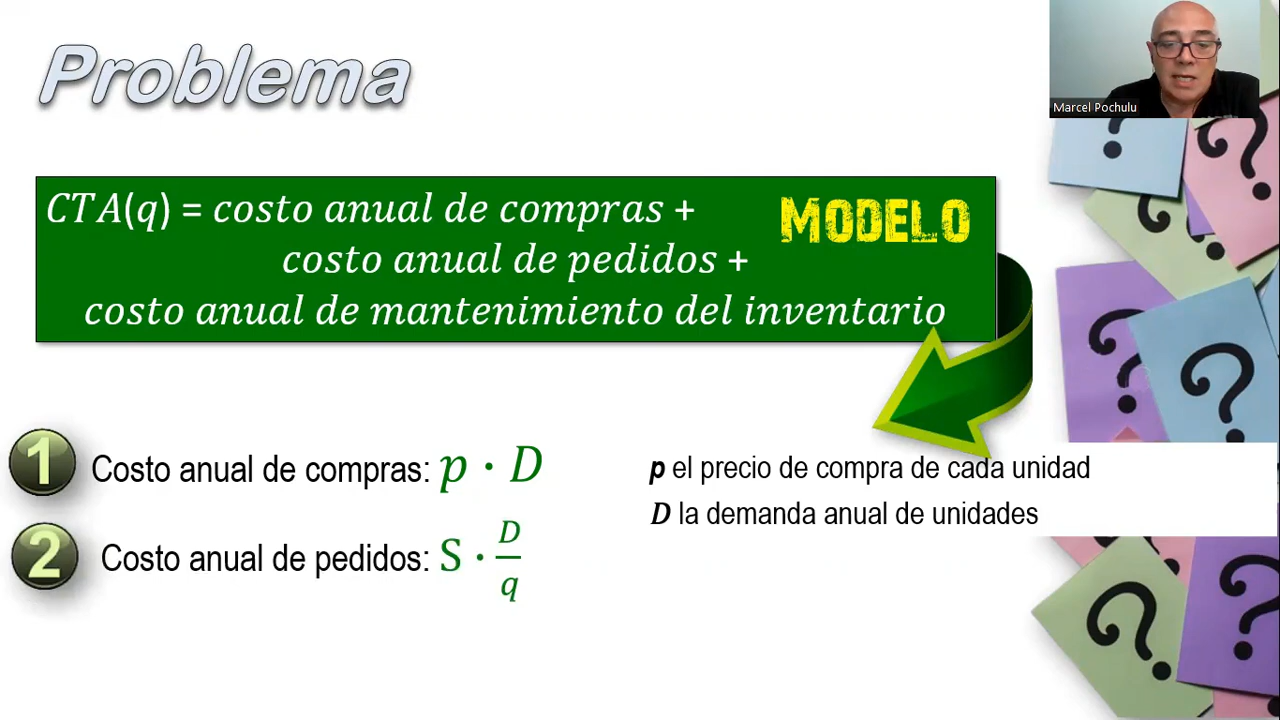 Problema
Marcel Pochulu
CTA(q) = costo anual de compras +
MODELO
costo anual de pedidos +
costo anual de mantenimiento del inventario
1 Costo anual de compras: p · D
p el precio de compra de cada unidad
D la demanda anual de unidades
2 Costo anual de pedidos: S · D/q
? ? ? ? ? ? ?